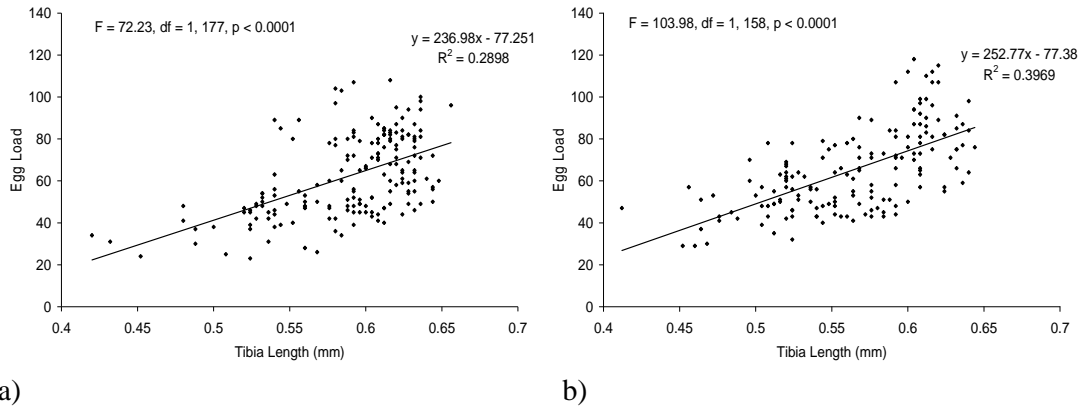 F = 72.23, df = 1, 177, p < 0.0001
y = 236.98x - 77.251
R² = 0.2898
140
120
100
80
60
40
20
0
Egg Load
0.4 0.45 0.5 0.55 0.6 0.65 0.7
Tibia Length (mm)
a)
F = 103.98, df = 1, 158, p < 0.0001
y = 252.77x - 77.38
R² = 0.3969
140
120
100
80
60
40
20
0
Egg Load
0.4 0.45 0.5 0.55 0.6 0.65 0.7
Tibia Length (mm)
b)